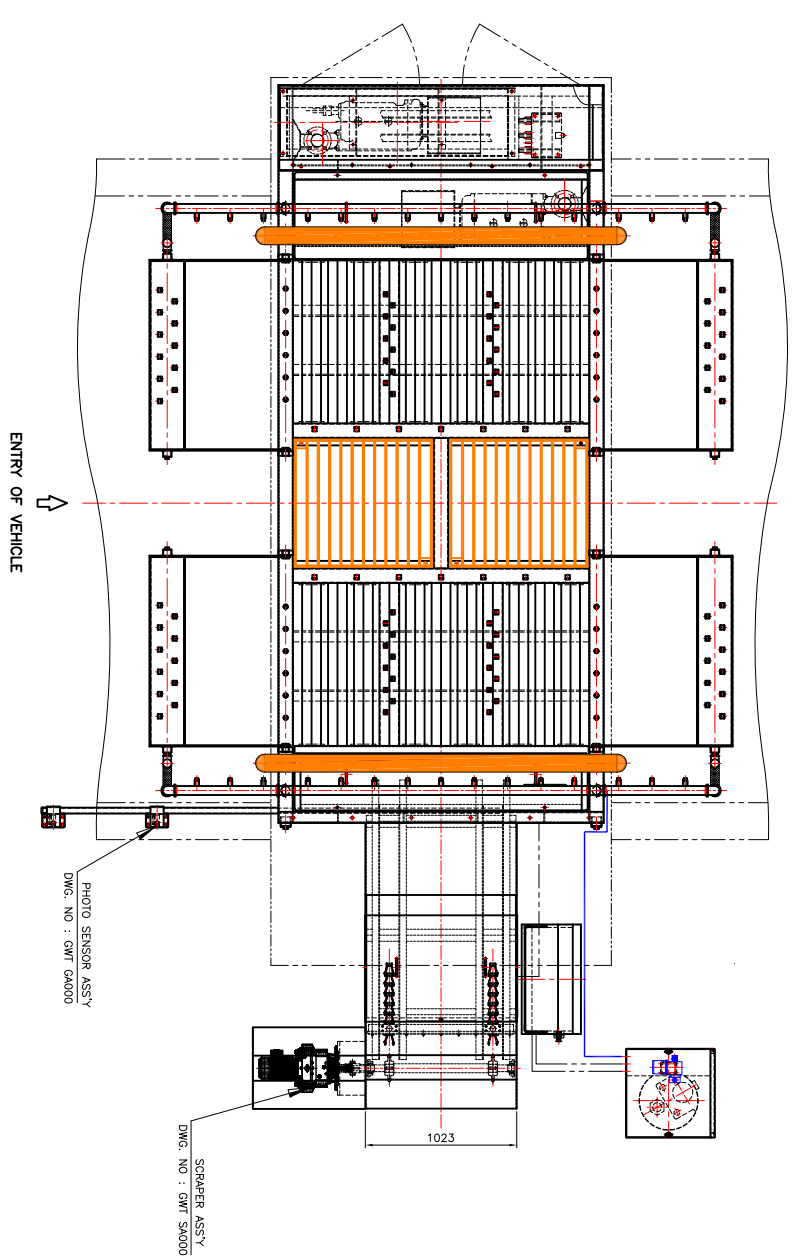 ENTRY OF VEHICLE
PHOTO SENSOR ASS'Y
DWG. NO : GWT GA000
1023
SCRAPER ASS'Y
DWG. NO : GWT SA000